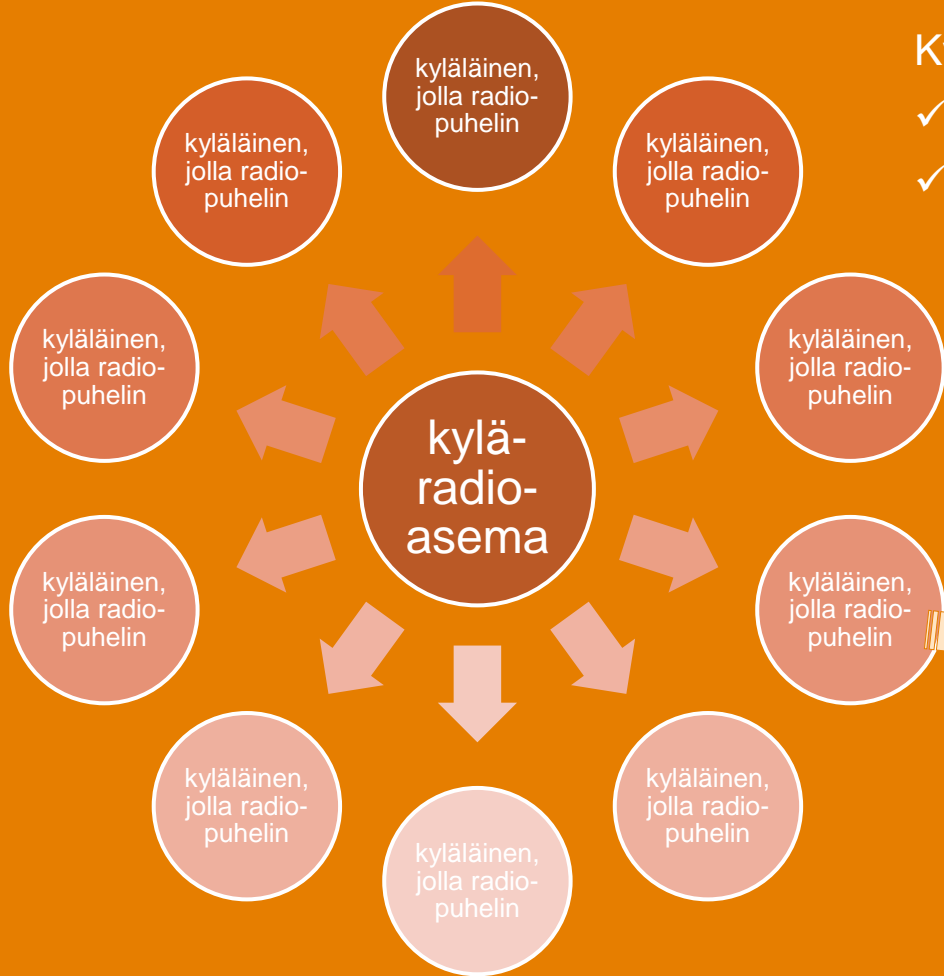 kyläläinen,
jolla radio-
puhelin
kyläläinen,
jolla radio-
puhelin
kyläläinen,
jolla radio-
puhelin
kyläläinen,
jolla radio-
puhelin
kyläläinen,
jolla radio-
puhelin
kylä-
radio-
asema
kyläläinen,
jolla radio-
puhelin
kyläläinen,
jolla radio-
puhelin
kyläläinen,
jolla radio-
puhelin
kyläläinen,
jolla radio-
puhelin
kyläläinen,
jolla radio-
puhelin